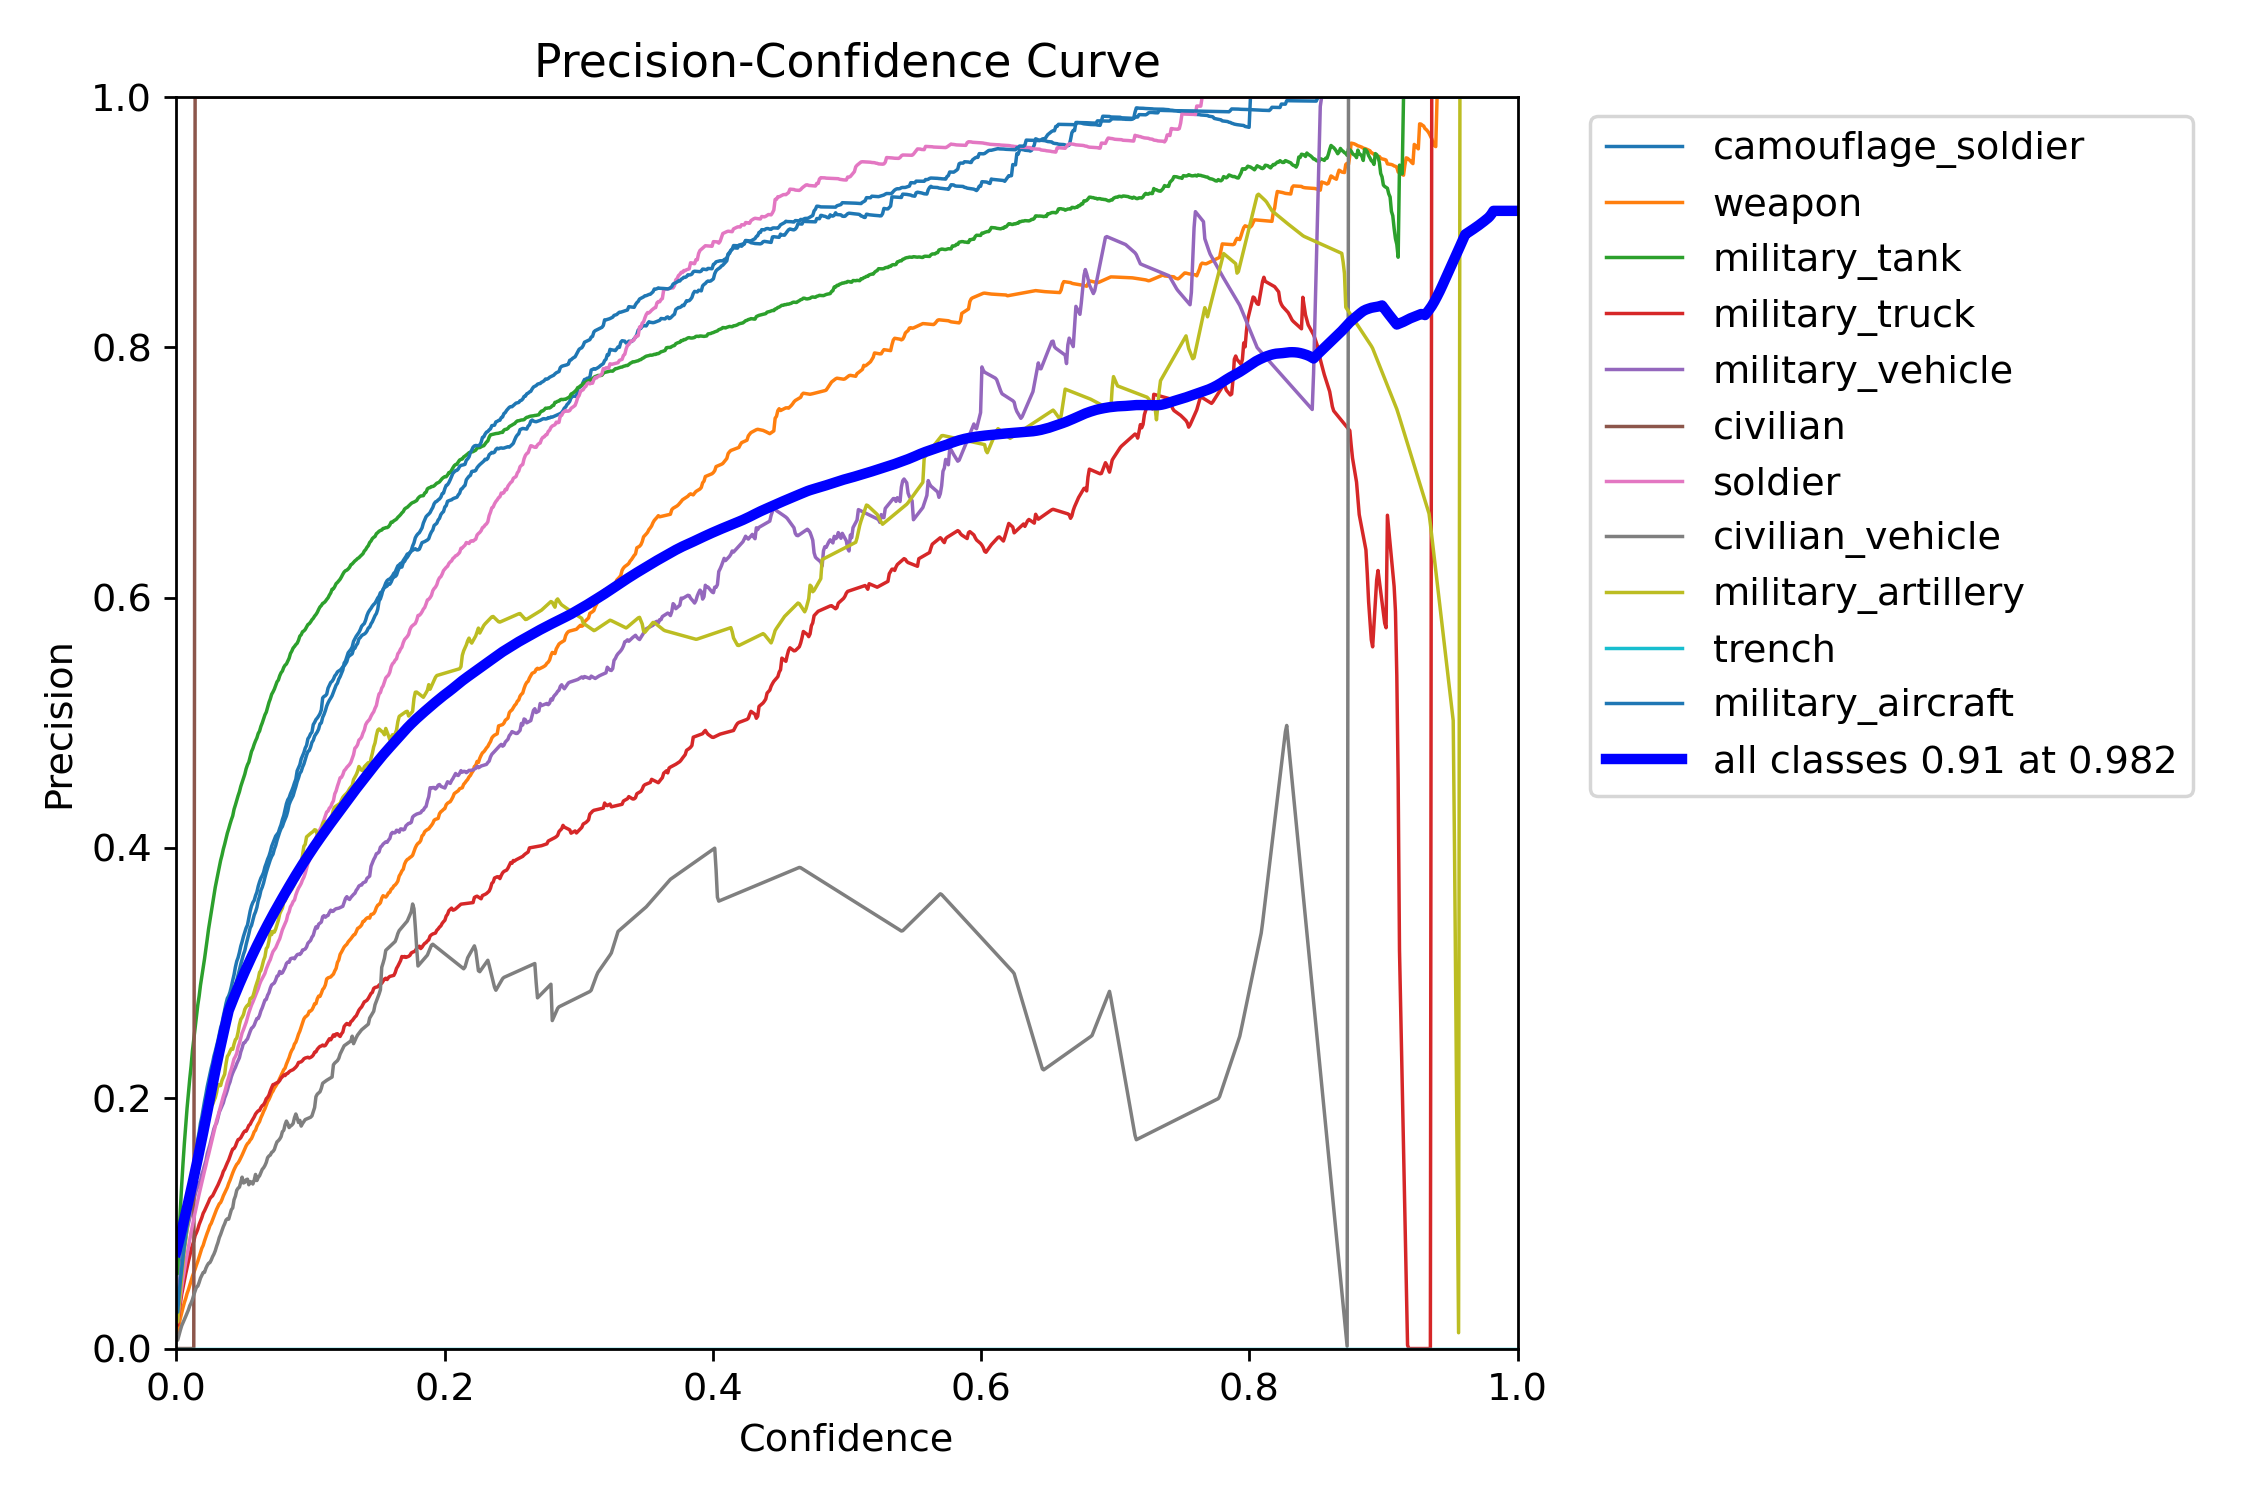 Precision-Confidence Curve
1.0
0.8
0.6
0.4
0.2
0.0
Precision
0.0 0.2 0.4 0.6 0.8 1.0
Confidence
camouflage_soldier
weapon
military_tank
military_truck
military_vehicle
civilian
soldier
civilian_vehicle
military_artillery
trench
military_aircraft
all classes 0.91 at 0.982